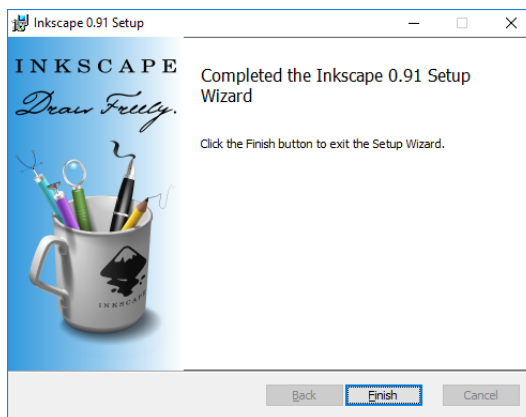 Inkscape 0.91 Setup
INKSCAPE
Draw Freely.
INKSCAPE
Completed the Inkscape 0.91 Setup
Wizard
Click the Finish button to exit the Setup Wizard.
Back Finish Cancel